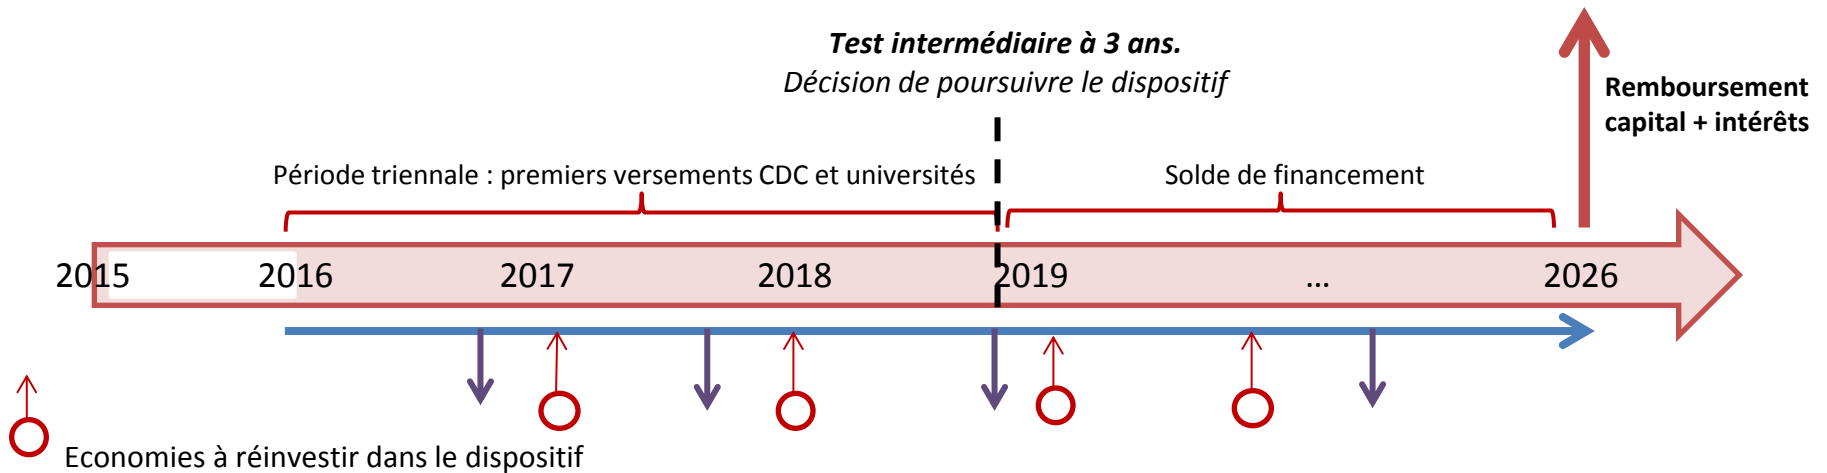 Test intermédiaire à 3 ans.
Décision de poursuivre le dispositif
Remboursement
capital + intérêts
Période triennale : premiers versements CDC et universités
Solde de financement
2015 2016 2017 2018 2019 ... 2026
Economies à réinvestir dans le dispositif